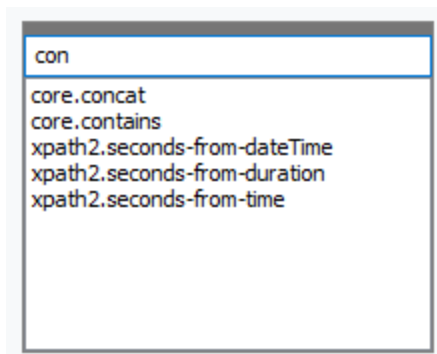 con
core.concat
core.contains
xpath2.seconds-from-dateTime
xpath2.seconds-from-duration
xpath2.seconds-from-time